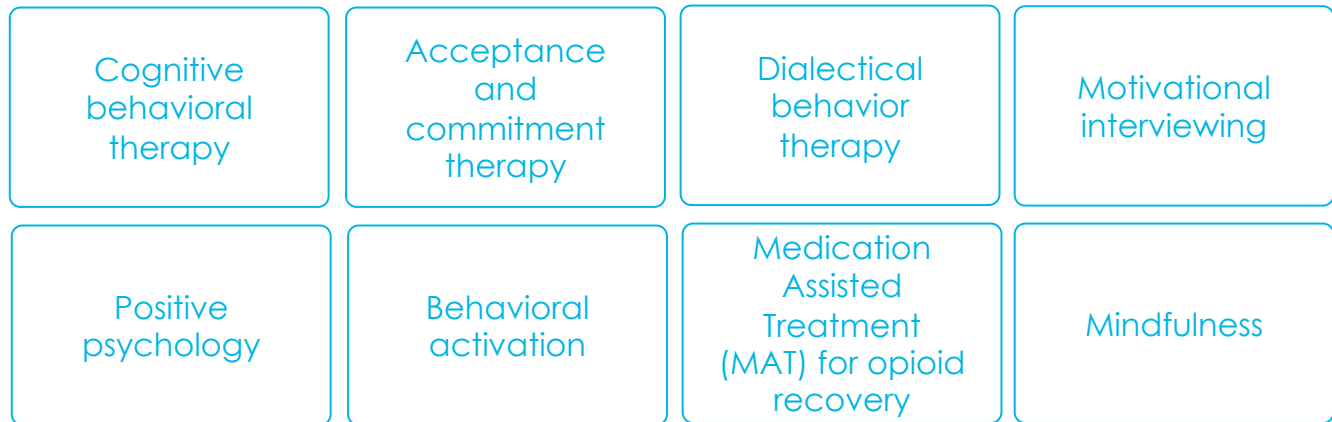 Cognitive
behavioral
therapy
Acceptance
and
commitment
therapy
Dialectical
behavior
therapy
Motivational
interviewing
Positive
psychology
Behavioral
activation
Medication
Assisted
Treatment
(MAT) for opioid
recovery
Mindfulness